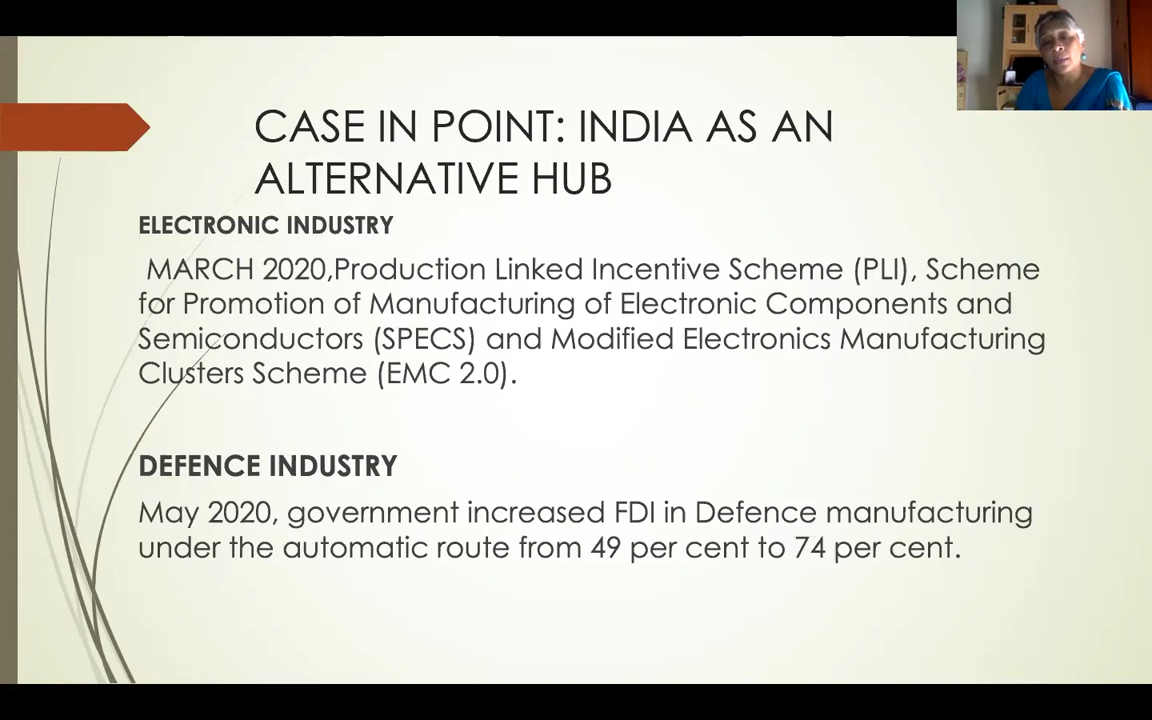 CASE IN POINT: INDIA AS AN
ALTERNATIVE HUB
ELECTRONIC INDUSTRY
MARCH 2020,Production Linked Incentive Scheme (PLI), Scheme
for Promotion of Manufacturing of Electronic Components and
Semiconductors (SPECS) and Modified Electronics Manufacturing
Clusters Scheme (EMC 2.0).
DEFENCE INDUSTRY
May 2020, government increased FDI in Defence manufacturing
under the automatic route from 49 per cent to 74 per cent.